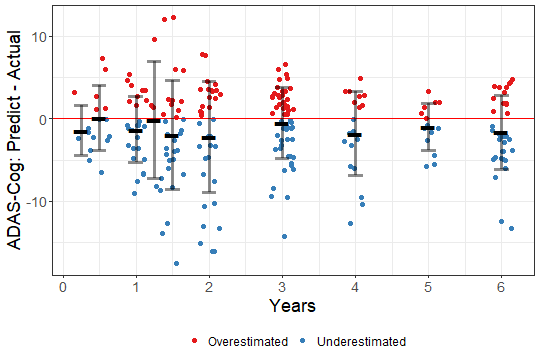 ADAS-Cog: Predict - Actual
10
0
-10
0 1 2 3 4 5 6
Years
Overestimated Underestimated